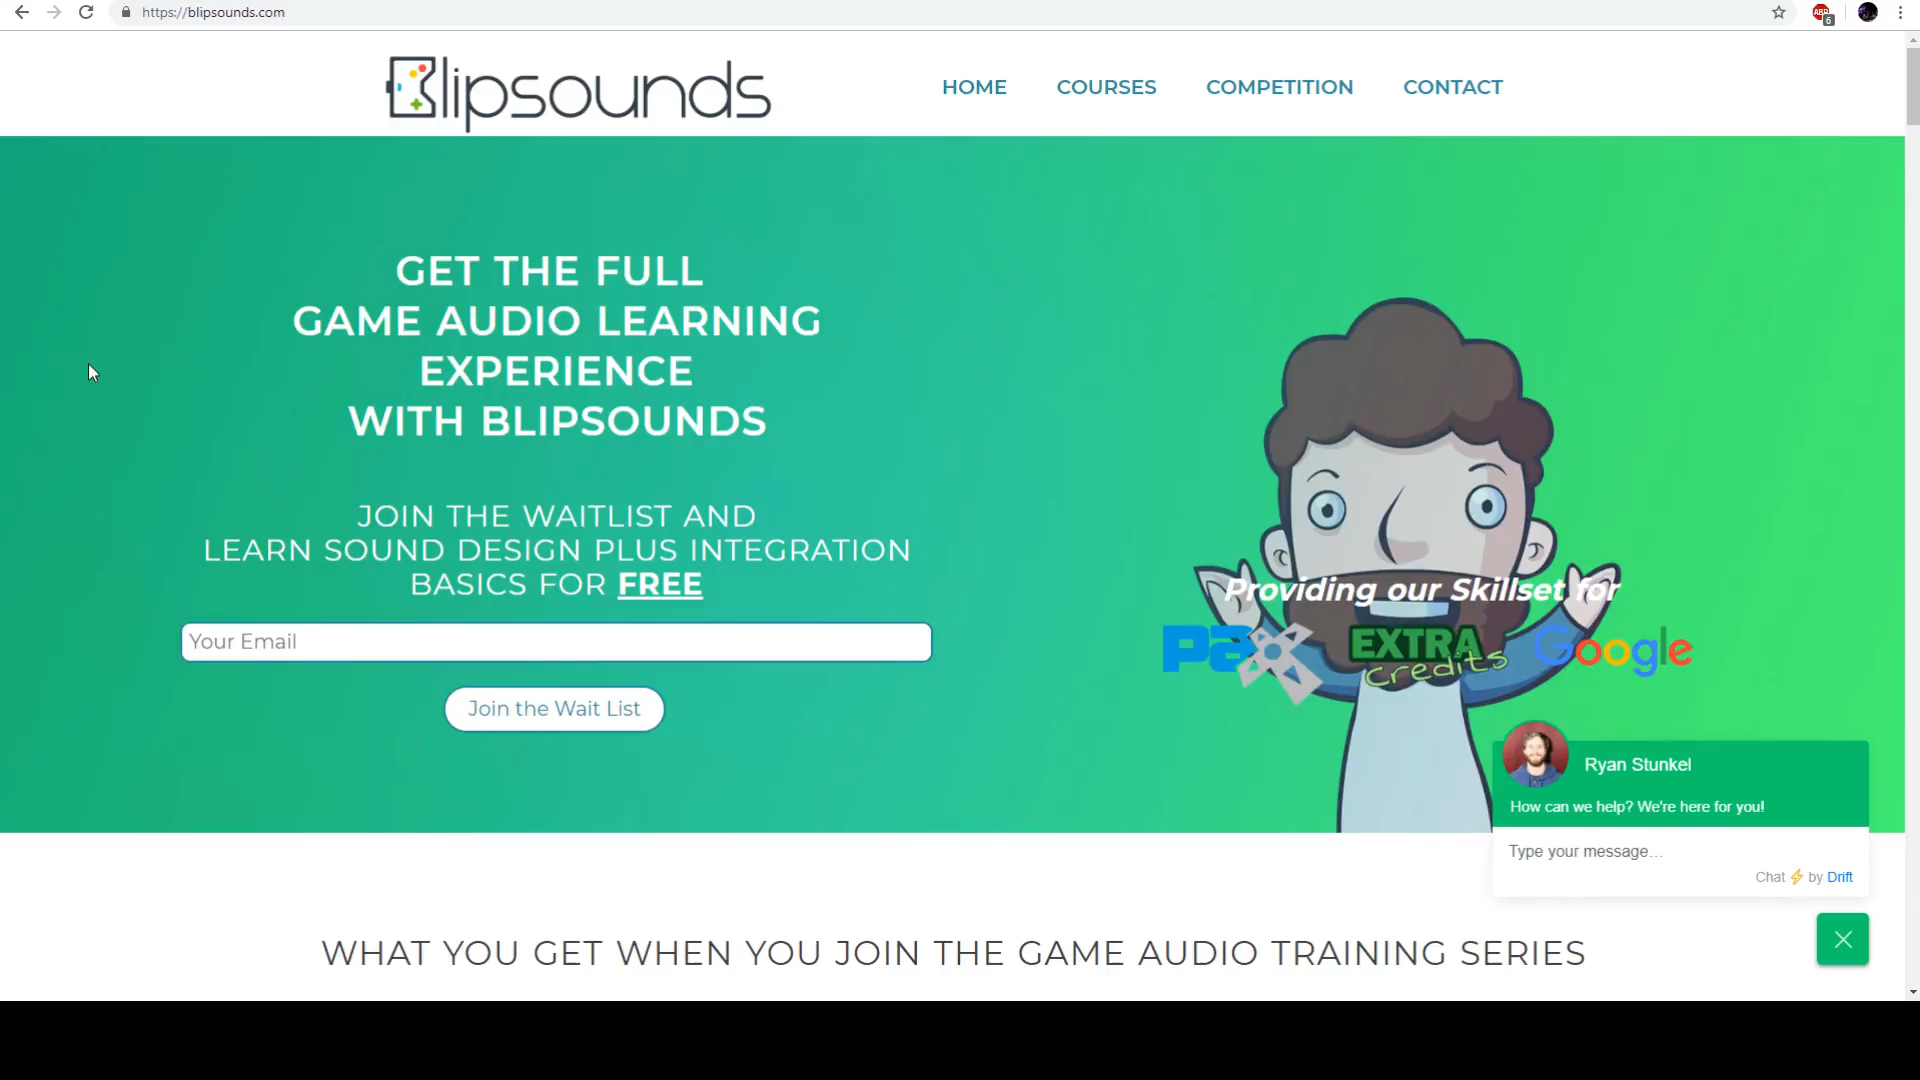 https://blipsounds.com
ABP
6
Blipsounds
HOME
COURSES
COMPETITION
CONTACT
GET THE FULL
GAME AUDIO LEARNING
EXPERIENCE
WITH BLIPSOUNDS
JOIN THE WAITLIST AND
LEARN SOUND DESIGN PLUS INTEGRATION
BASICS FOR FREE
Your Email
Join the Wait List
Providing our Skillset for
pax
EXTRA
credits
Google
Ryan Stunkel
How can we help? We're here for you!
Type your message...
Chat ⚡ by Drift
WHAT YOU GET WHEN YOU JOIN THE GAME AUDIO TRAINING SERIES